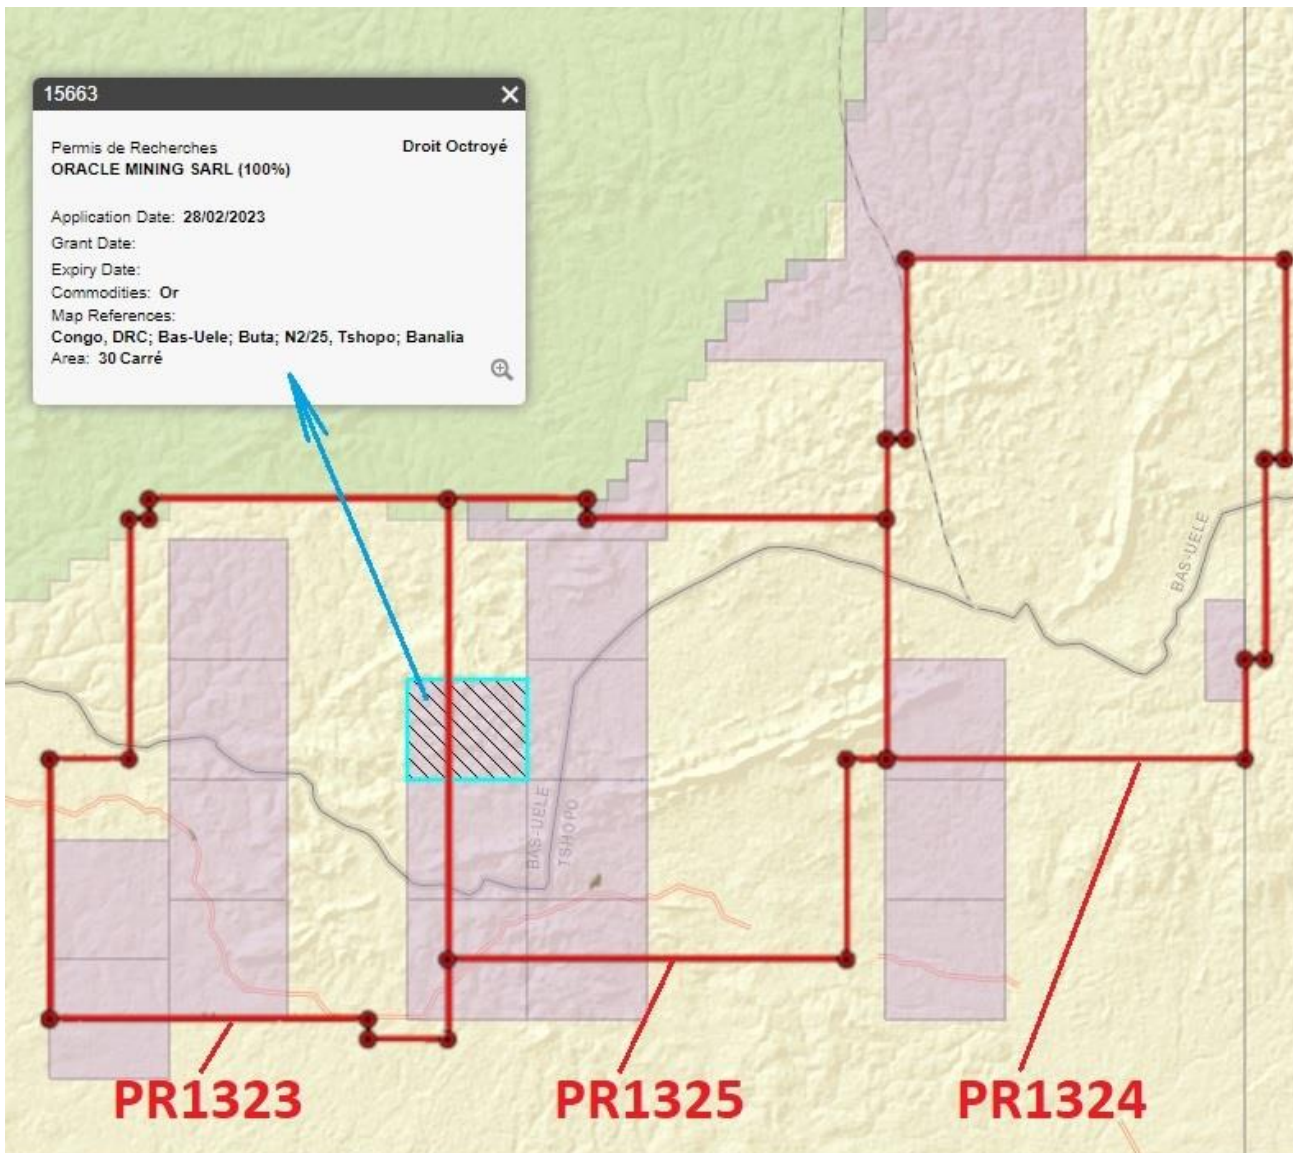 15663
Permis de Recherches Droit Octroyé
ORACLE MINING SARL (100%)
Application Date: 28/02/2023
Grant Date:
Expiry Date:
Commodities: Or
Map References:
Congo, DRC; Bas-Uele; Buta; N2/25, Tshopo; Banalia
Area: 30 Carré
BAS-UELE
BAS-UELE
TSHOPO
PR1323
PR1325
PR1324